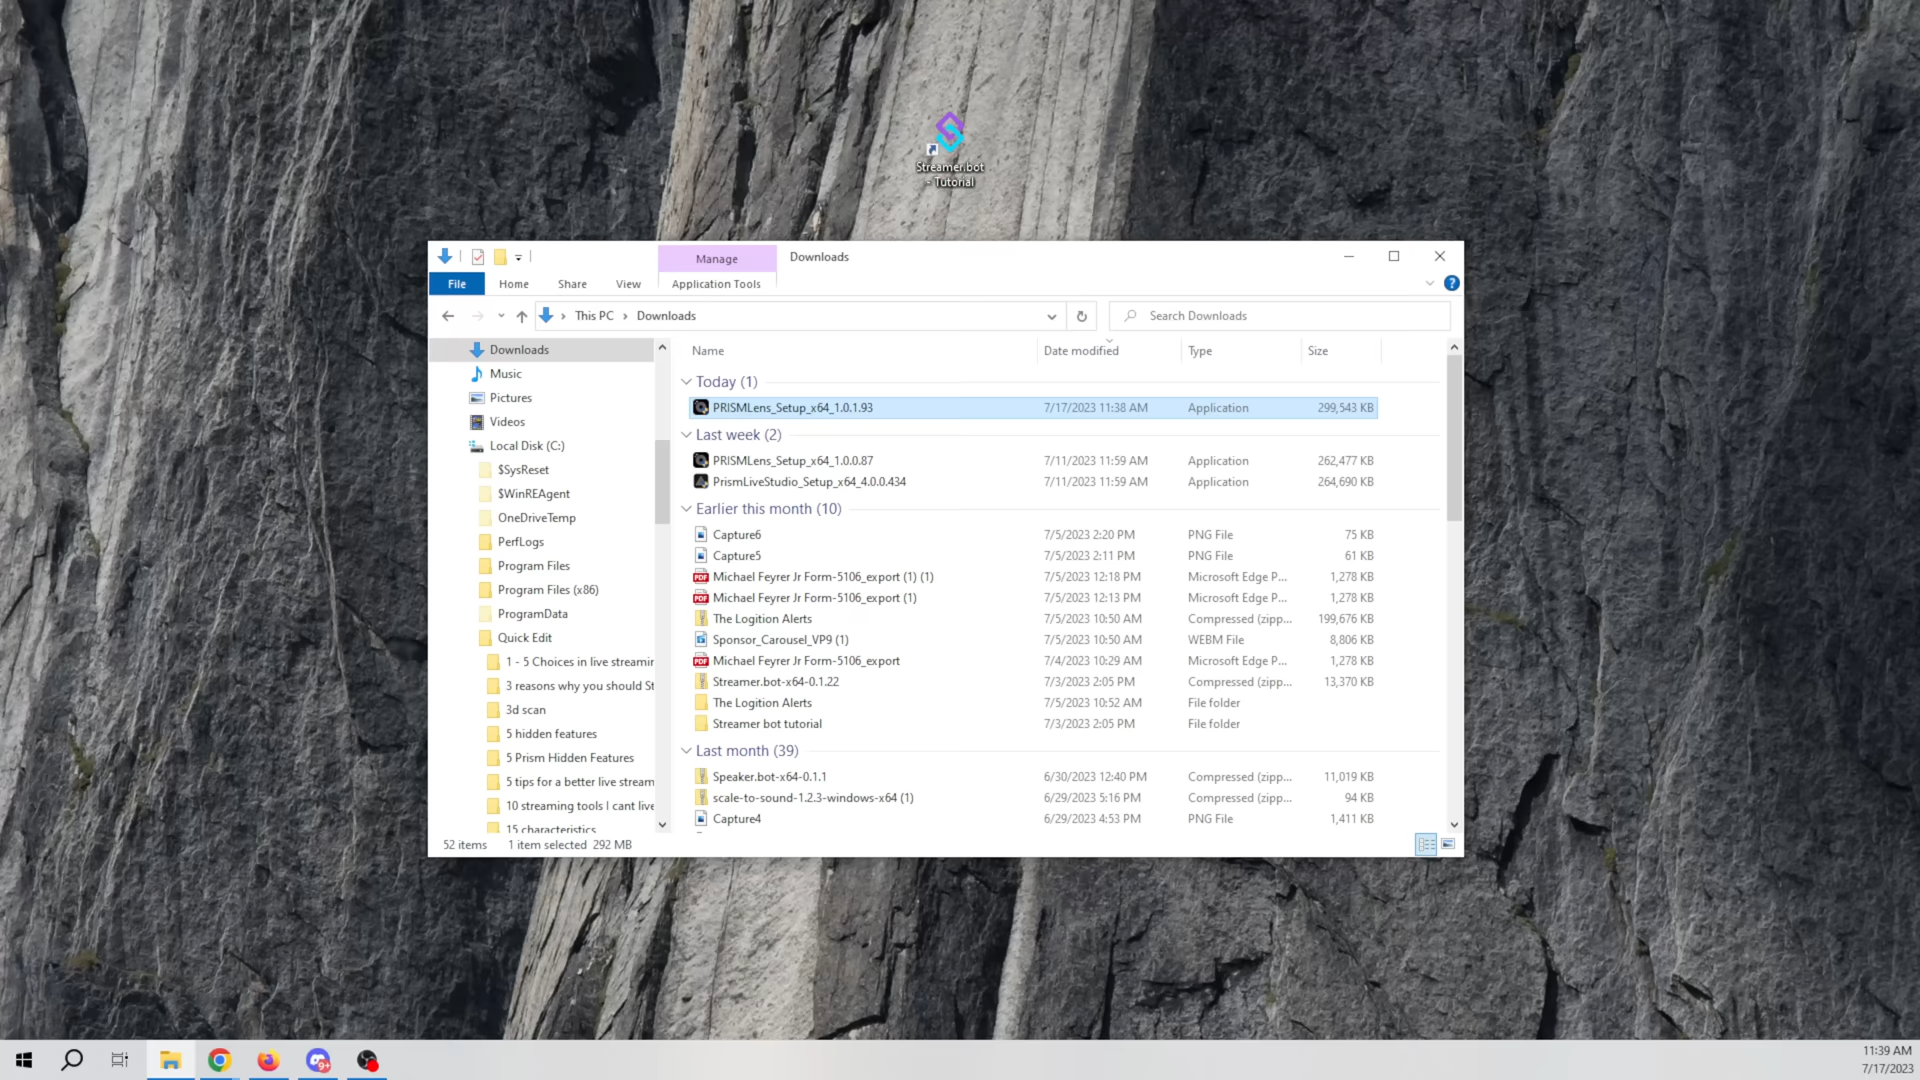 Streamer.bot
- Tutorial
Manage
Downloads
File
Home
Share
View
Application Tools
This PC
Downloads
Search Downloads
Downloads
Music
Pictures
Videos
Local Disk (C:)
$SysReset
$WinREAgent
OneDriveTemp
PerfLogs
Program Files
Program Files (x86)
ProgramData
Quick Edit
1 - 5 Choices in live streamir
3 reasons why you should St
3d scan
5 hidden features
5 Prism Hidden Features
5 tips for a better live stream
10 streaming tools I cant live
15 characteristics
Name Date modified Type Size
Today (1)
PRISMLens_Setup_x64_1.0.1.93 7/17/2023 11:38 AM Application 299,543 KB
Last week (2)
PRISMLens_Setup_x64_1.0.0.87 7/11/2023 11:59 AM Application 262,477 KB
PrismLiveStudio_Setup_x64_4.0.0.434 7/11/2023 11:59 AM Application 264,690 KB
Earlier this month (10)
Capture6 7/5/2023 2:20 PM PNG File 75 KB
Capture5 7/5/2023 2:11 PM PNG File 61 KB
Michael Feyrer Jr Form-5106_export (1) (1) 7/5/2023 12:18 PM Microsoft Edge P... 1,278 KB
Michael Feyrer Jr Form-5106_export (1) 7/5/2023 12:13 PM Microsoft Edge P... 1,278 KB
The Logition Alerts 7/5/2023 10:50 AM Compressed (zipp... 199,676 KB
Sponsor_Carousel_VP9 (1) 7/5/2023 10:50 AM WEBM File 8,806 KB
Michael Feyrer Jr Form-5106_export 7/4/2023 10:29 AM Microsoft Edge P... 1,278 KB
Streamer.bot-x64-0.1.22 7/3/2023 2:05 PM Compressed (zipp... 13,370 KB
The Logition Alerts 7/5/2023 10:52 AM File folder
Streamer bot tutorial 7/3/2023 2:05 PM File folder
Last month (39)
Speaker.bot-x64-0.1.1 6/30/2023 12:40 PM Compressed (zipp... 11,019 KB
scale-to-sound-1.2.3-windows-x64 (1) 6/29/2023 5:16 PM Compressed (zipp... 94 KB
Capture4 6/29/2023 4:53 PM PNG File 1,411 KB
52 items 1 item selected 292 MB
9+
11:39 AM
7/17/2023